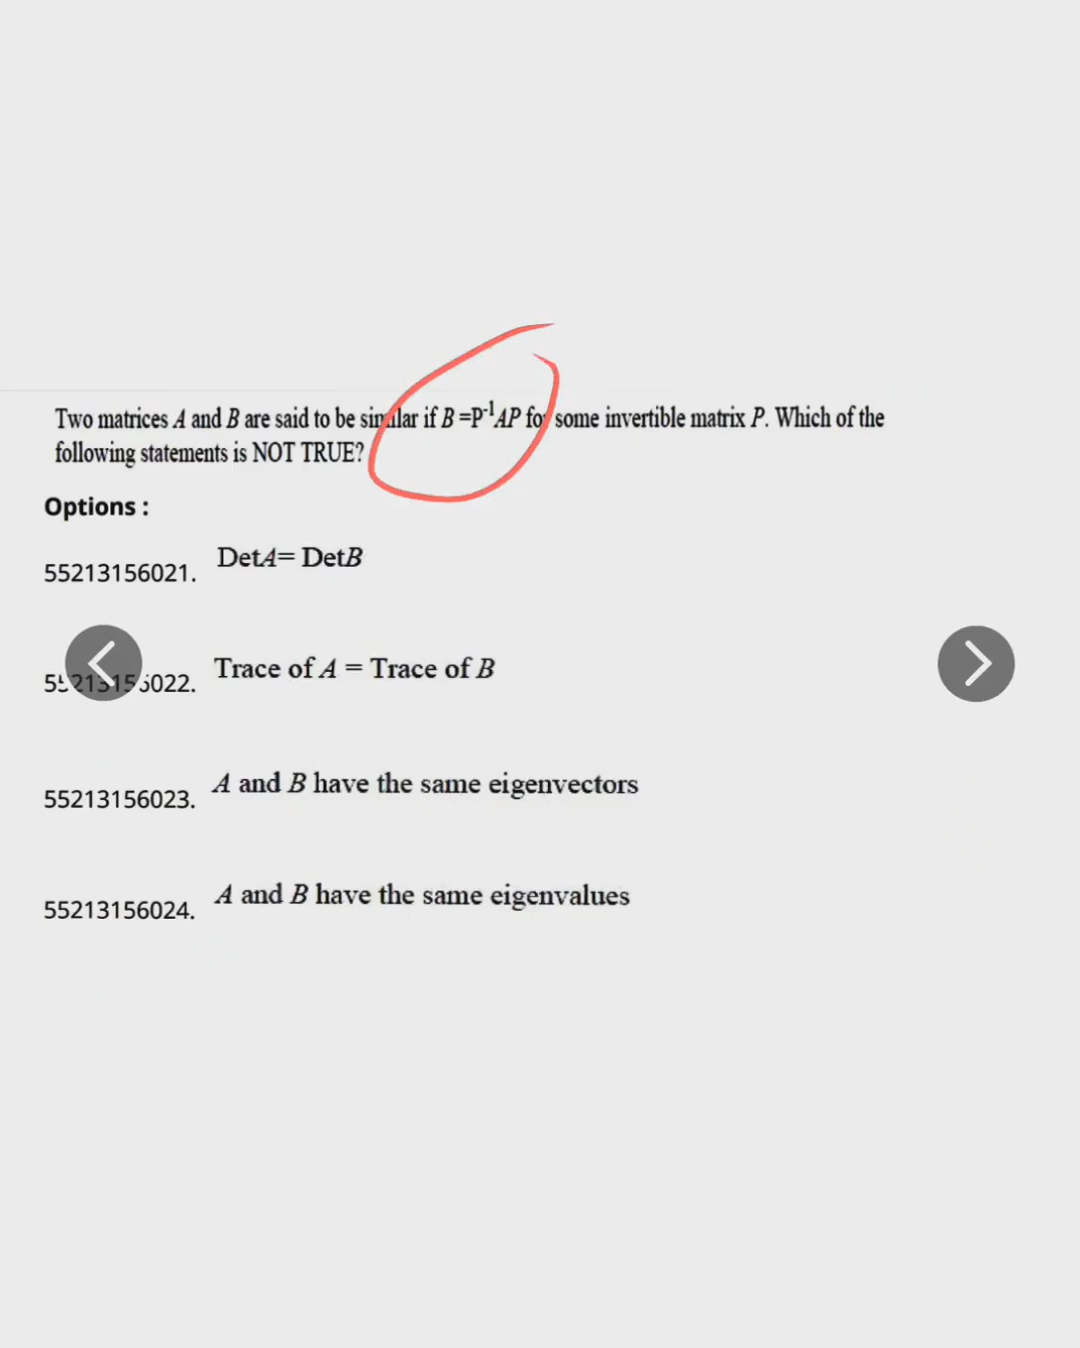 Two matrices A and B are said to be similar if B =P⁻¹AP for some invertible matrix P. Which of the
following statements is NOT TRUE?
Options :
55213156021. DetA= DetB
55213156022. Trace of A = Trace of B
55213156023. A and B have the same eigenvectors
55213156024. A and B have the same eigenvalues